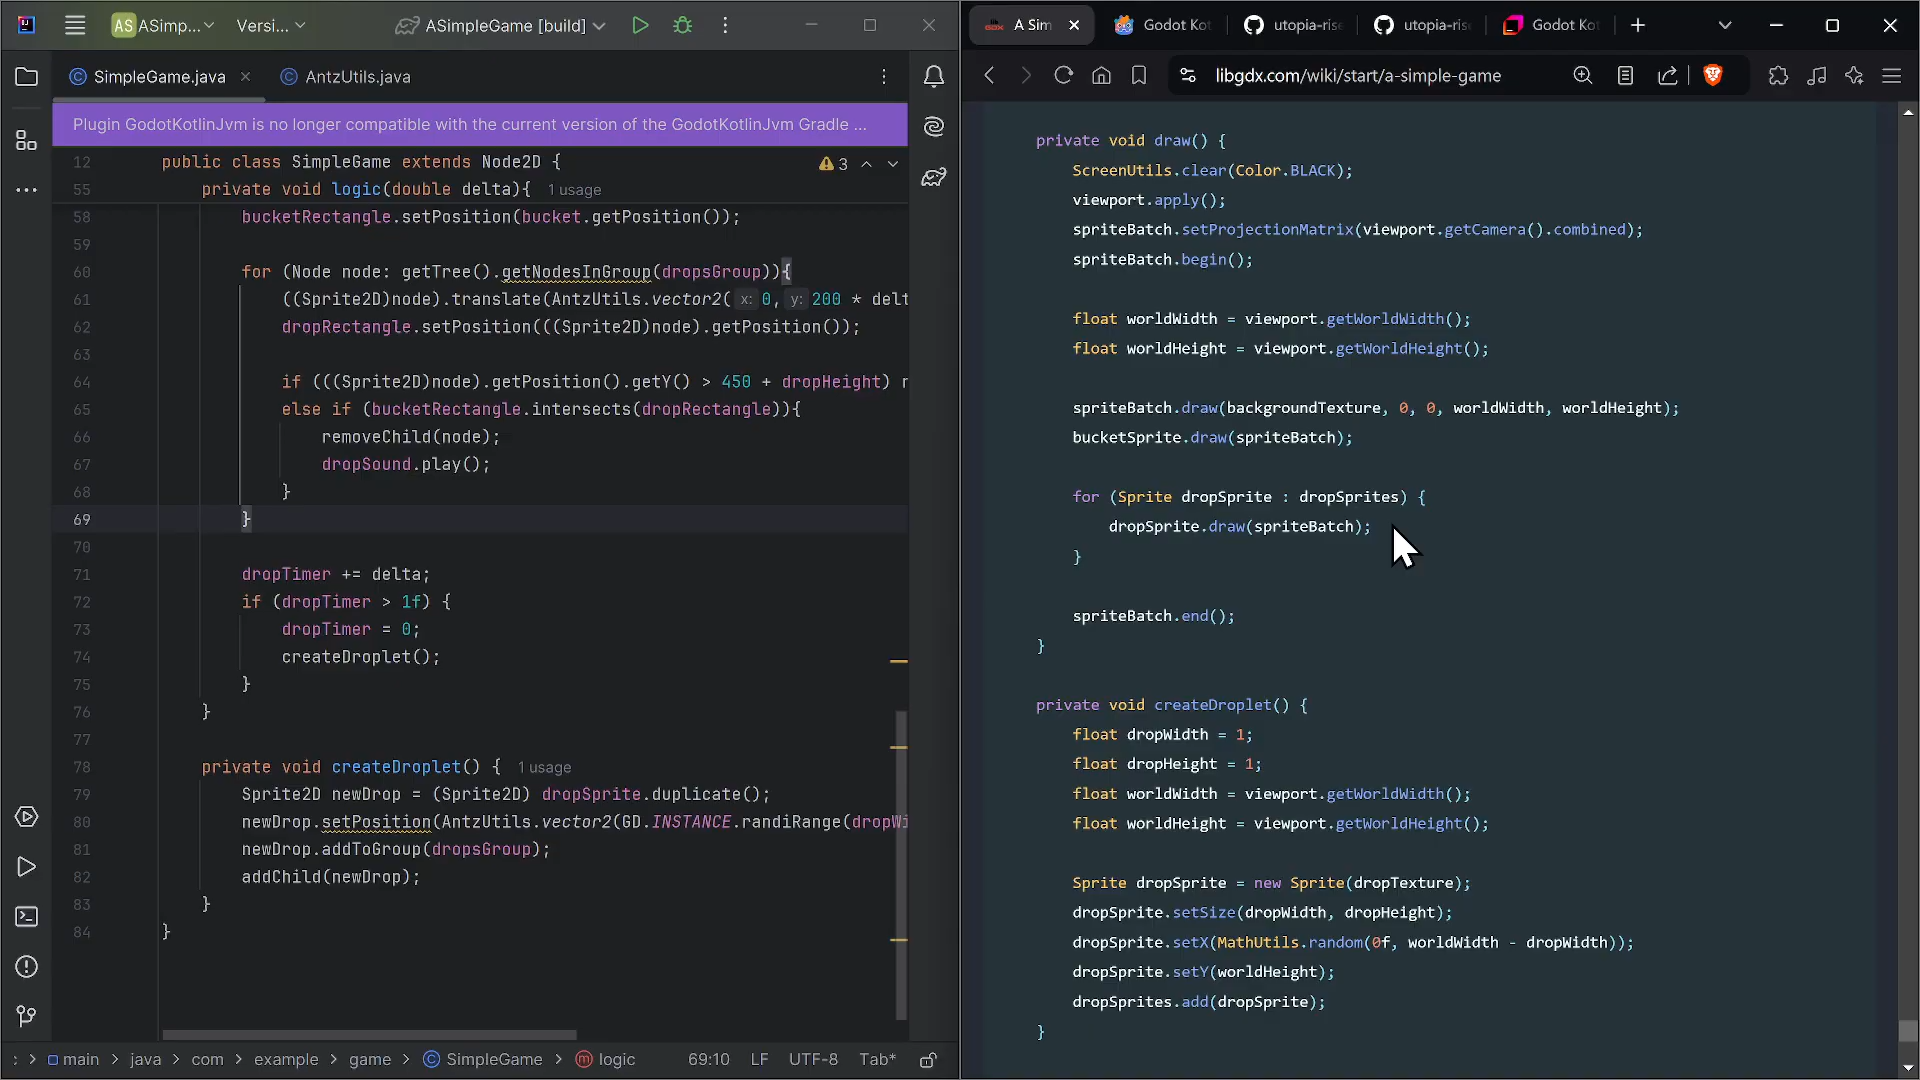 AS ASimp... Versi... ASimpleGame [build]
SimpleGame.java AntzUtils.java
Plugin GodotKotlinJvm is no longer compatible with the current version of the GodotKotlinJvm Gradle ...
12 public class SimpleGame extends Node2D { 3
55 private void logic(double delta){ 1 usage
58 bucketRectangle.setPosition(bucket.getPosition());
59
60 for (Node node: getTree().getNodesInGroup(dropsGroup)){
61 ((Sprite2D)node).translate(AntzUtils.vector2( x: 0, y: 200 * delt
62 dropRectangle.setPosition(((Sprite2D)node).getPosition());
63
64 if (((Sprite2D)node).getPosition().getY() > 450 + dropHeight) r
65 else if (bucketRectangle.intersects(dropRectangle)){
66 removeChild(node);
67 dropSound.play();
68 }
69 }
70
71 dropTimer += delta;
72 if (dropTimer > 1f) {
73 dropTimer = 0;
74 createDroplet();
75 }
76 }
77
78 private void createDroplet() { 1 usage
79 Sprite2D newDrop = (Sprite2D) dropSprite.duplicate();
80 newDrop.setPosition(AntzUtils.vector2(GD.INSTANCE.randiRange(dropWi
81 newDrop.addToGroup(dropsGroup);
82 addChild(newDrop);
83 }
84 }
: > main > java > com > example > game > SimpleGame > logic 69:10 LF UTF-8 Tab*
A Sim Godot Kot utopia-rise utopia-rise Godot Kot
libgdx.com/wiki/start/a-simple-game
private void draw() {
ScreenUtils.clear(Color.BLACK);
viewport.apply();
spriteBatch.setProjectionMatrix(viewport.getCamera().combined);
spriteBatch.begin();
float worldWidth = viewport.getWorldWidth();
float worldHeight = viewport.getWorldHeight();
spriteBatch.draw(backgroundTexture, 0, 0, worldWidth, worldHeight);
bucketSprite.draw(spriteBatch);
for (Sprite dropSprite : dropSprites) {
dropSprite.draw(spriteBatch);
}
spriteBatch.end();
}
private void createDroplet() {
float dropWidth = 1;
float dropHeight = 1;
float worldWidth = viewport.getWorldWidth();
float worldHeight = viewport.getWorldHeight();
Sprite dropSprite = new Sprite(dropTexture);
dropSprite.setSize(dropWidth, dropHeight);
dropSprite.setX(MathUtils.random(0f, worldWidth - dropWidth));
dropSprite.setY(worldHeight);
dropSprites.add(dropSprite);
}